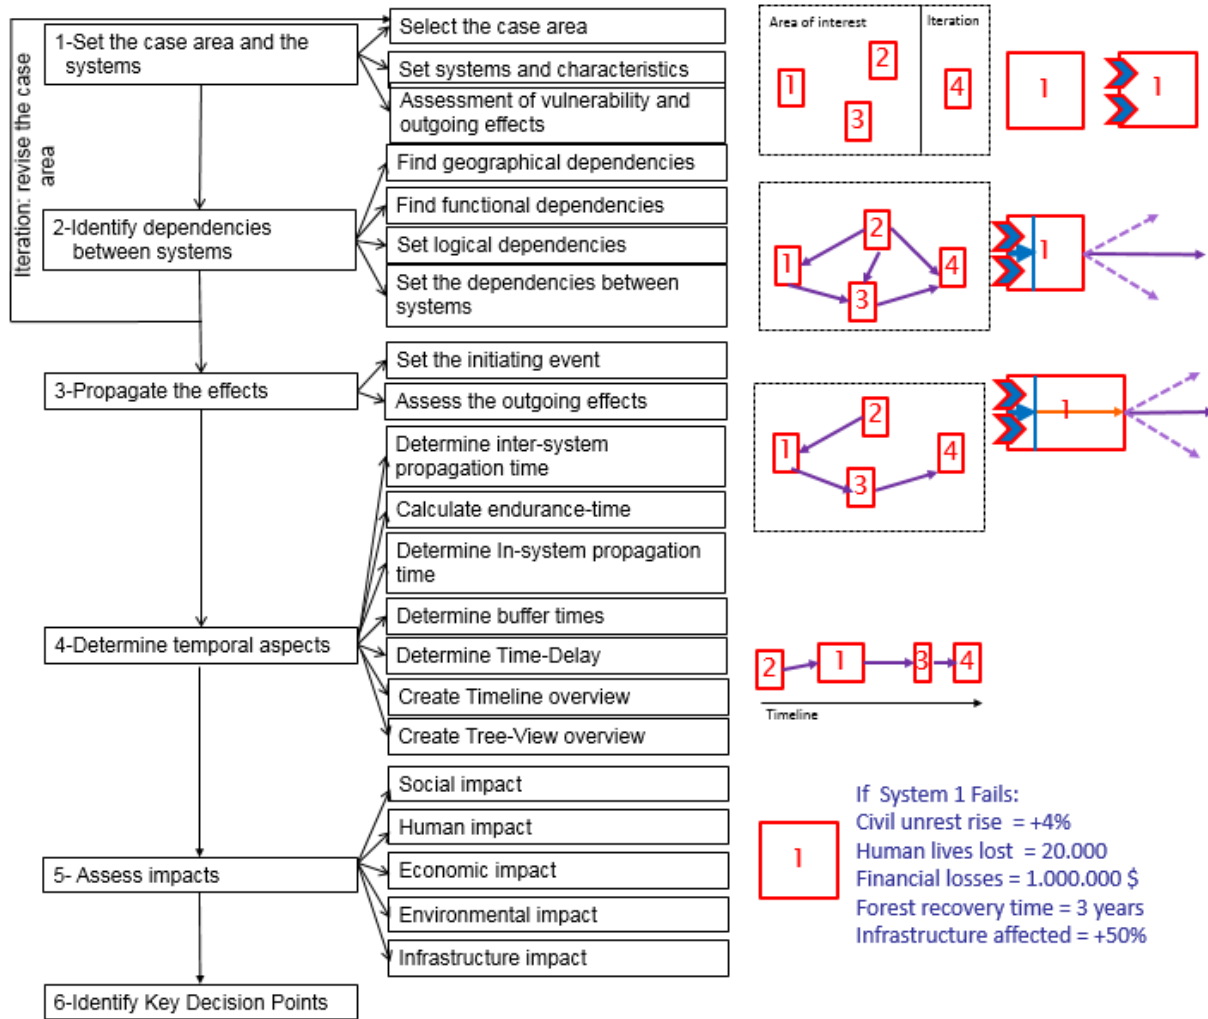 1-Set the case area and the
systems
Select the case area
Set systems and characteristics
Assessment of vulnerability and
outgoing effects
Iteration: revise the case
area
2-Identify dependencies
between systems
Find geographical dependencies
Find functional dependencies
Set logical dependencies
Set the dependencies between
systems
3-Propagate the effects
Set the initiating event
Assess the outgoing effects
4-Determine temporal aspects
Determine inter-system
propagation time
Calculate endurance-time
Determine In-system propagation
time
Determine buffer times
Determine Time-Delay
Create Timeline overview
Create Tree-View overview
5- Assess impacts
Social impact
Human impact
Economic impact
Environmental impact
Infrastructure impact
6-Identify Key Decision Points
Area of interest
Iteration
1
2
3
4
1
1
1
2
3
4
1
1
2
3
4
1
2
1
3
4
Timeline
1
If System 1 Fails:
Civil unrest rise = +4%
Human lives lost = 20.000
Financial losses = 1.000.000 $
Forest recovery time = 3 years
Infrastructure affected = +50%